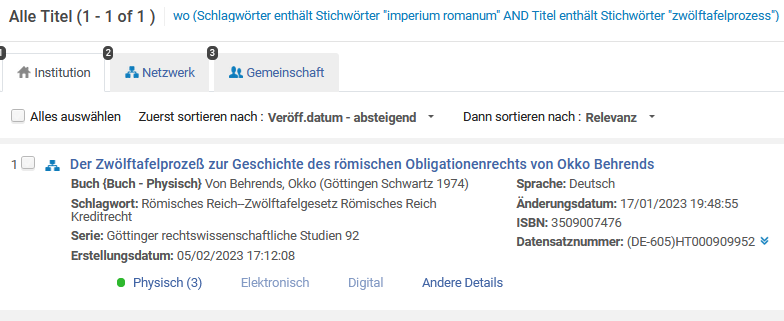 Alle Titel (1 - 1 of 1 ) wo (Schlagwörter enthält Stichwörter "imperium romanum" AND Titel enthält Stichwörter "zwölftafelprozess")
1 Institution 2 Netzwerk 3 Gemeinschaft
Alles auswählen Zuerst sortieren nach : Veröff.datum - absteigend Dann sortieren nach : Relevanz
1 Der Zwölftafelprozeß zur Geschichte des römischen Obligationenrechts von Okko Behrends
Buch {Buch - Physisch} Von Behrends, Okko (Göttingen Schwartz 1974)
Schlagwort: Römisches Reich--Zwölftafelgesetz Römisches Reich
Kreditrecht
Serie: Göttinger rechtswissenschaftliche Studien 92
Erstellungsdatum: 05/02/2023 17:12:08
Sprache: Deutsch
Änderungsdatum: 17/01/2023 19:48:55
ISBN: 3509007476
Datensatznummer: (DE-605)HT000909952
Physisch (3) Elektronisch Digital Andere Details